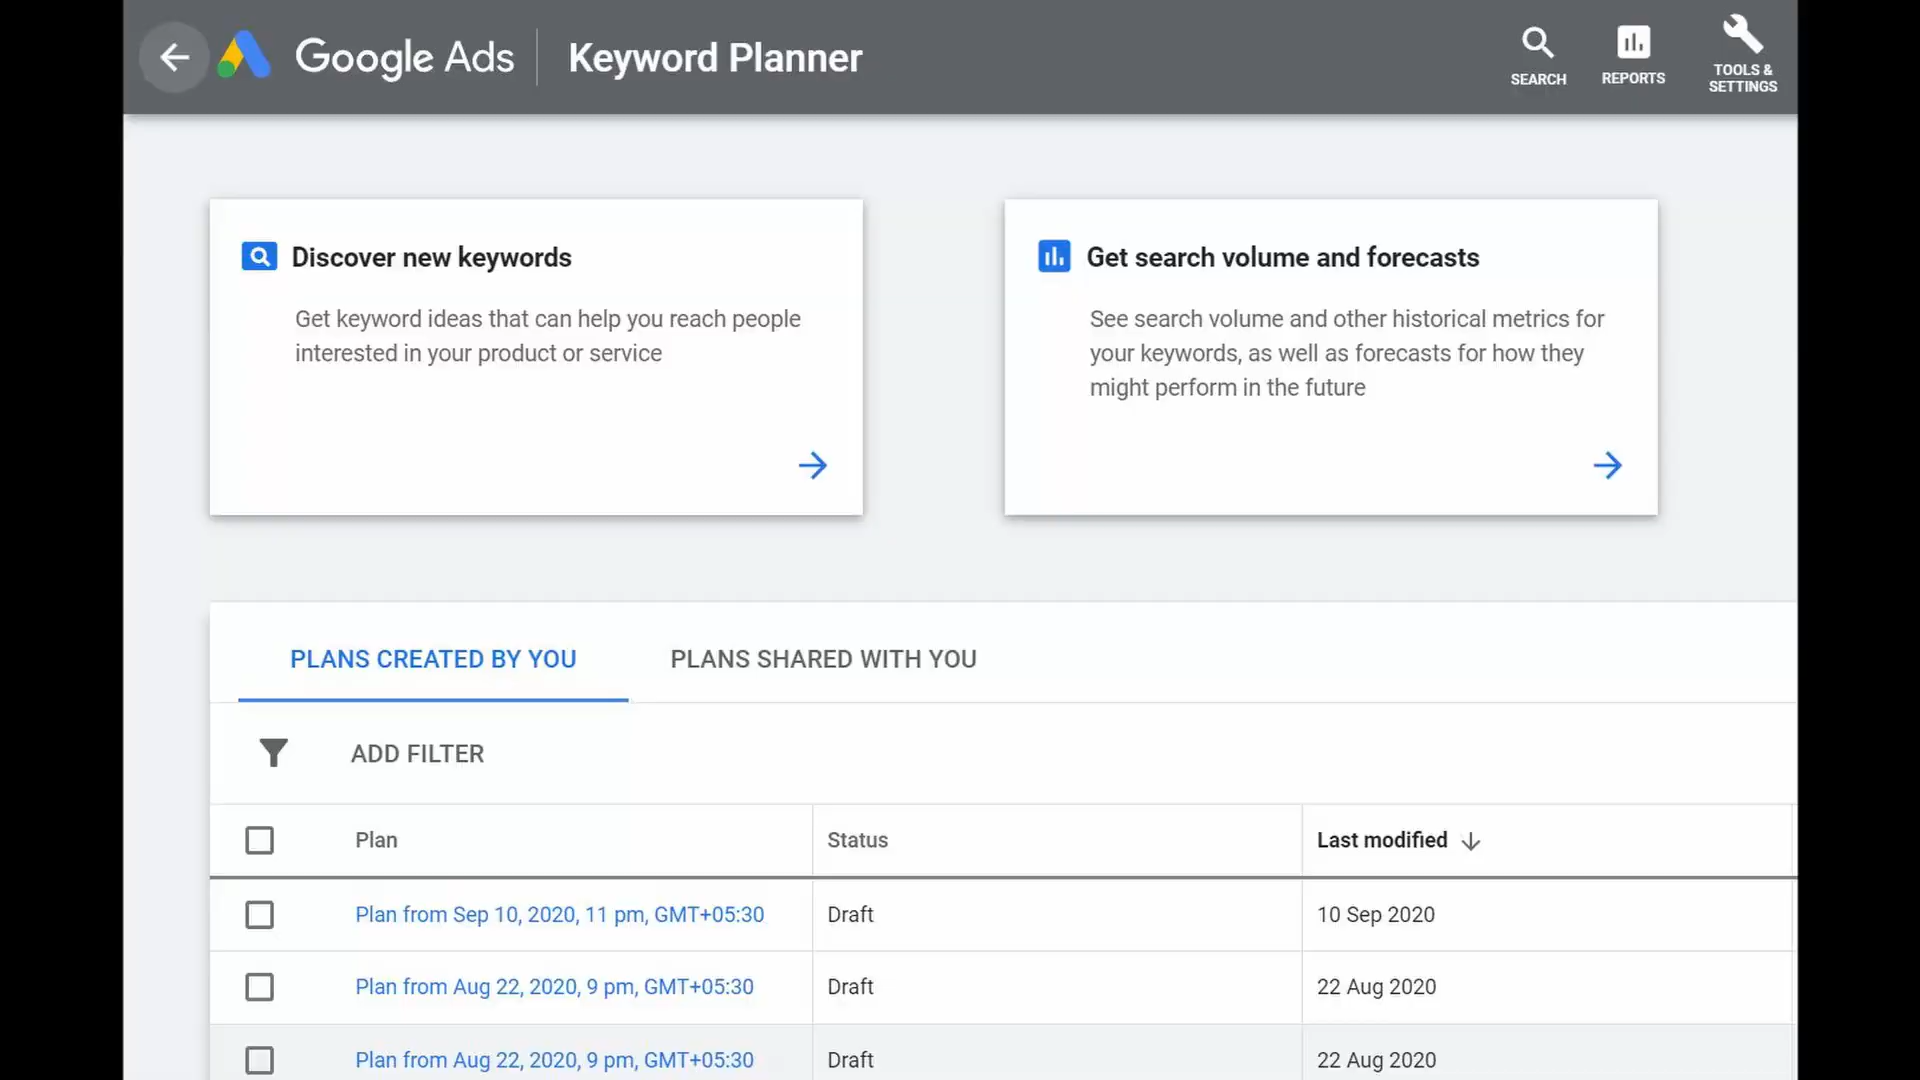 Google Ads
Keyword Planner
SEARCH
REPORTS
TOOLS &
SETTINGS
Discover new keywords
Get keyword ideas that can help you reach people
interested in your product or service
Get search volume and forecasts
See search volume and other historical metrics for
your keywords, as well as forecasts for how they
might perform in the future
PLANS CREATED BY YOU
PLANS SHARED WITH YOU
ADD FILTER
Plan
Status
Last modified
Plan from Sep 10, 2020, 11 pm, GMT+05:30
Draft
10 Sep 2020
Plan from Aug 22, 2020, 9 pm, GMT+05:30
Draft
22 Aug 2020
Plan from Aug 22, 2020, 9 pm, GMT+05:30
Draft
22 Aug 2020